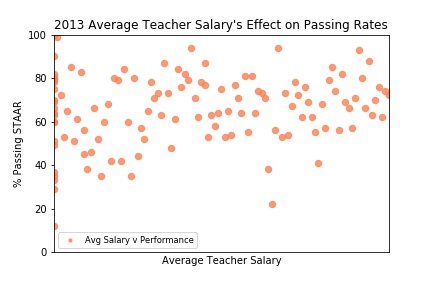 2013 Average Teacher Salary's Effect on Passing Rates
100
80
60
40
20
0
% Passing STAAR
Avg Salary v Performance
Average Teacher Salary